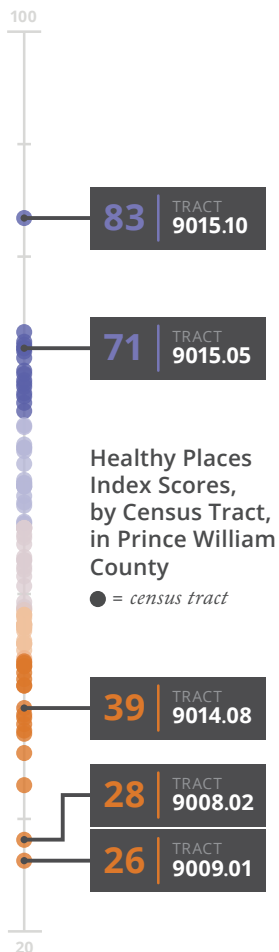 100
83
TRACT
9015.10
71
TRACT
9015.05
Healthy Places
Index Scores,
by Census Tract,
in Prince William
County
= census tract
39
TRACT
9014.08
28
TRACT
9008.02
26
TRACT
9009.01
20